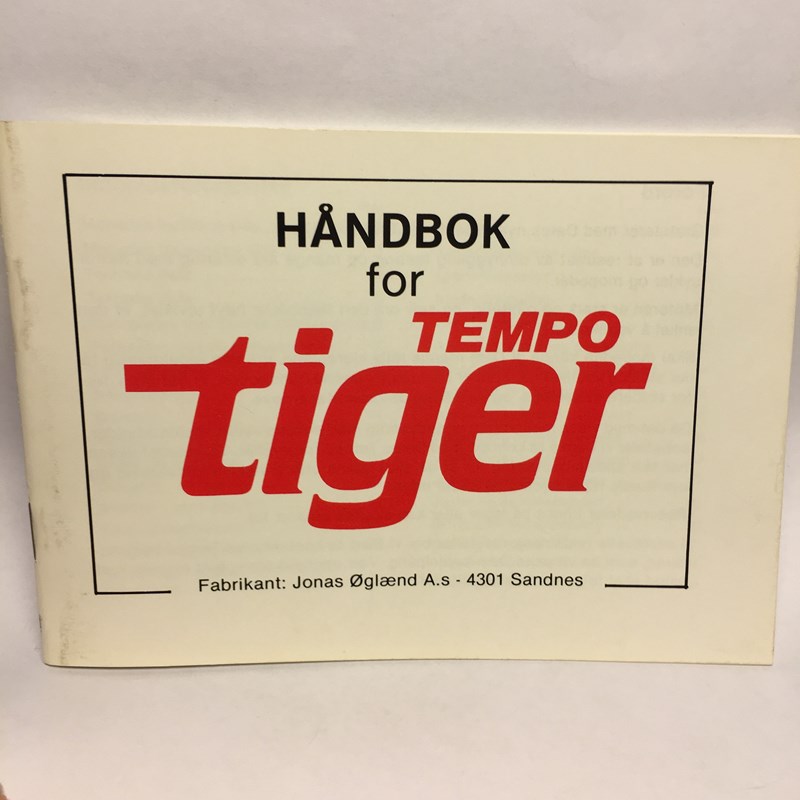 HÅNDBOK
for
TEMPO
tiger
Fabrikant: Jonas Øglænd A.s - 4301 Sandnes